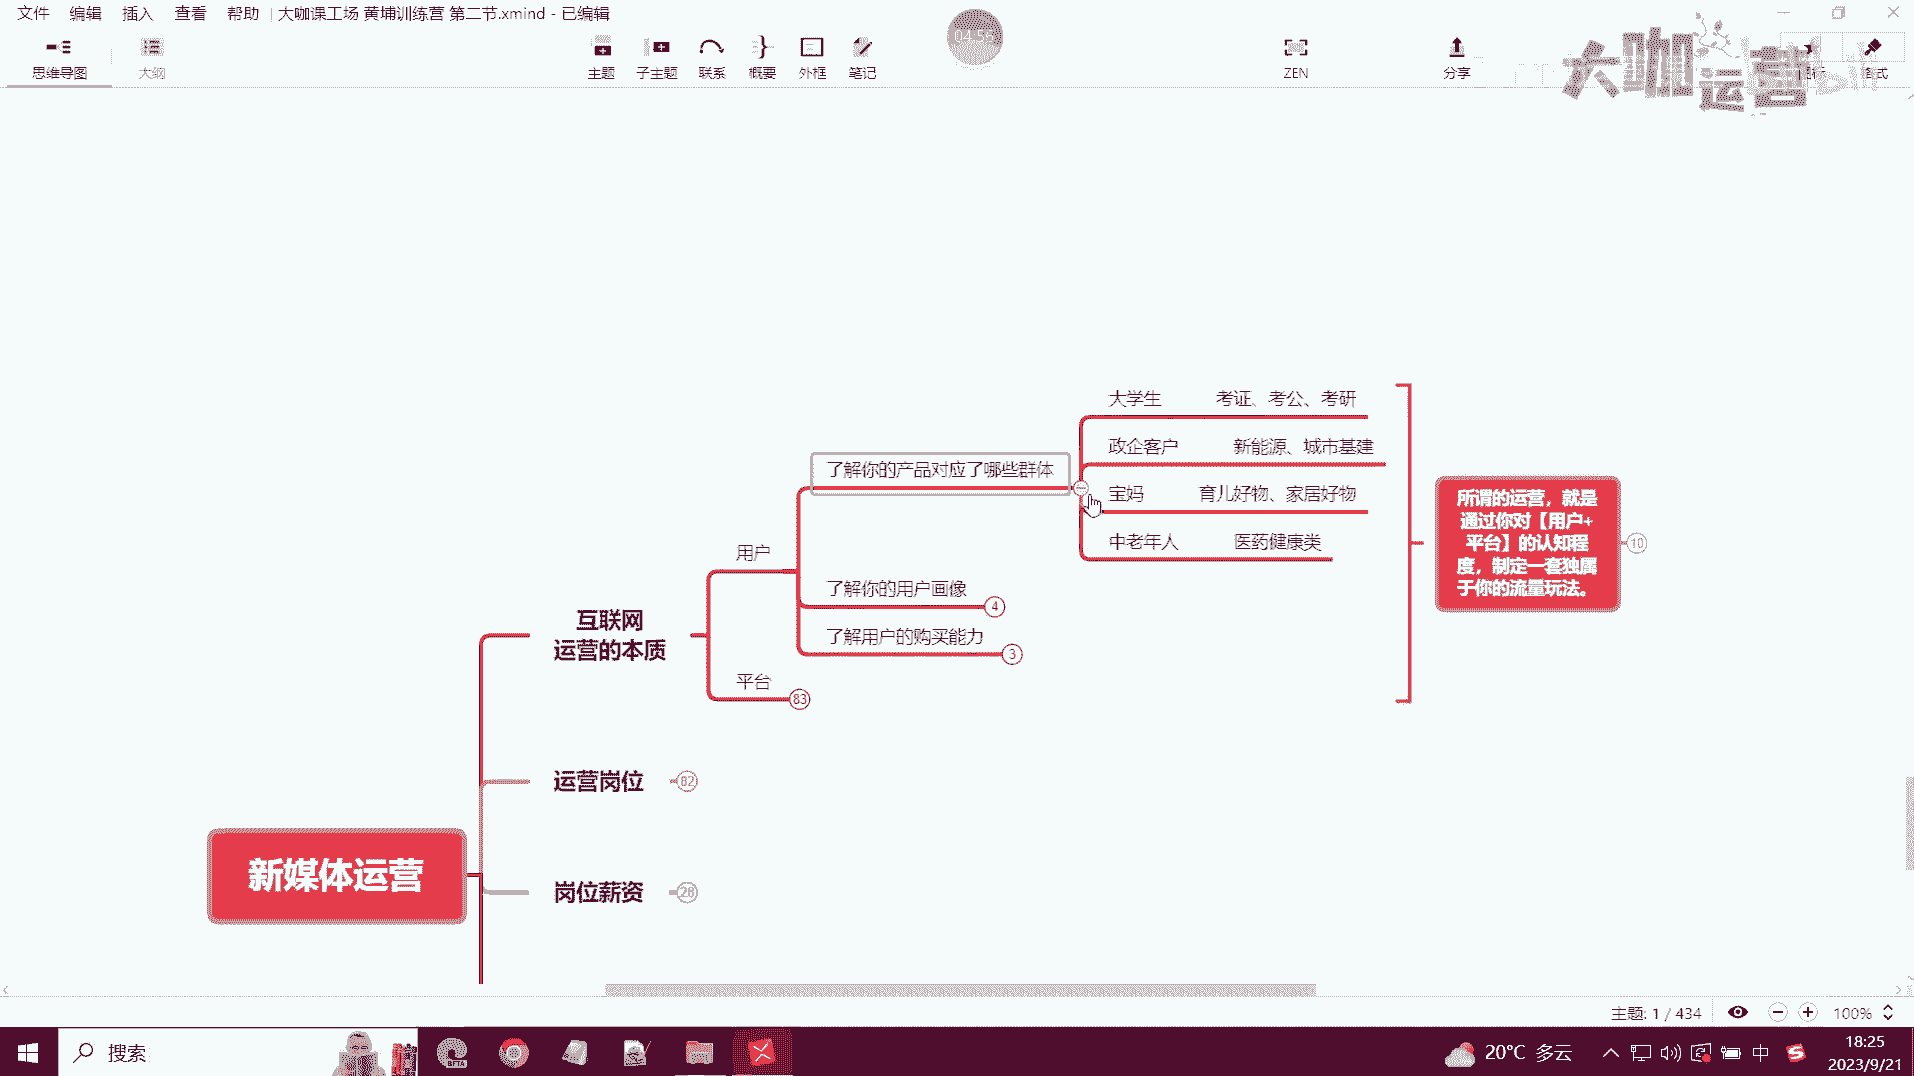 文件 编辑 插入 查看 帮助 大咖课工场 黄埔训练营 第二节.xmind - 已编辑
思维导图 大纲 主题 子主题 联系 概要 外框 笔记 ZEN 分享
大咖运营
大学生 考证、考公、考研
政企客户 新能源、城市基建
了解你的产品对应了哪些群体
宝妈 育儿好物、家居好物
中老年人 医药健康类
所谓的运营，就是
通过你对【用户+
平台】的认知程
度，制定一套独属
于你的流量玩法。
10
用户
了解你的用户画像 4
了解用户的购买能力 3
互联网
运营的本质
平台 83
运营岗位 82
新媒体运营
岗位薪资 28
主题: 1 / 434 100%
搜索
20°C 多云 中 18:25
2023/9/21